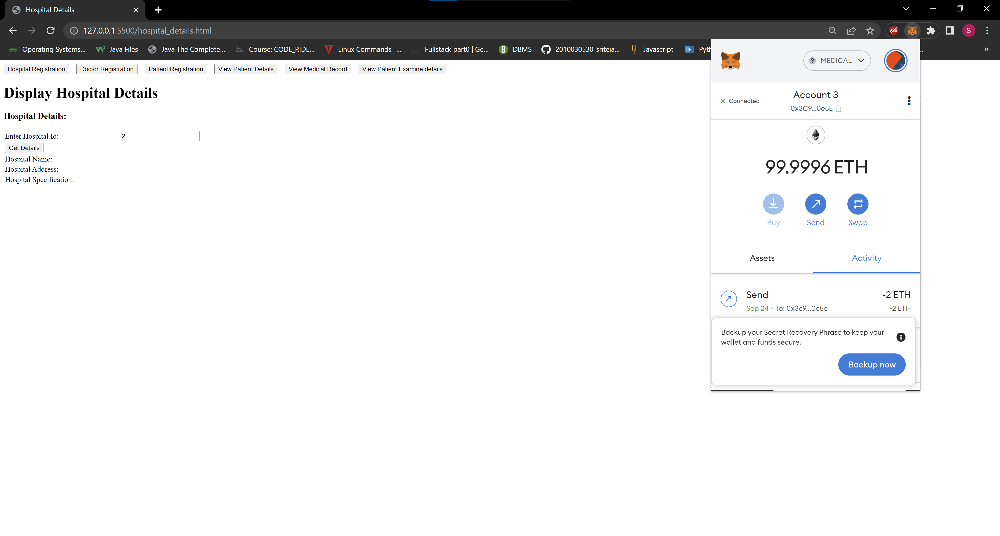 Hospital Details
127.0.0.1:5500/hospital_details.html
ADB
S
Operating Systems... Java Files Java The Complete... Course: CODE_RIDE... Linux Commands -... Fullstack part0 | Ge... DBMS 2010030530-sriteja... Javascript
Hospital Registration Doctor Registration Patient Registration View Patient Details View Medical Record View Patient Examine details
Display Hospital Details
Hospital Details:
Enter Hospital Id: 2
Get Details
Hospital Name:
Hospital Address:
Hospital Specification:
? MEDICAL
Connected
Account 3
0x3C9...0e5E
99.9996 ETH
Buy Send Swap
Assets Activity
Send -2 ETH
Sep 24 · To: 0x3c9...0e5e -2 ETH
Backup your Secret Recovery Phrase to keep your
wallet and funds secure.
Backup now